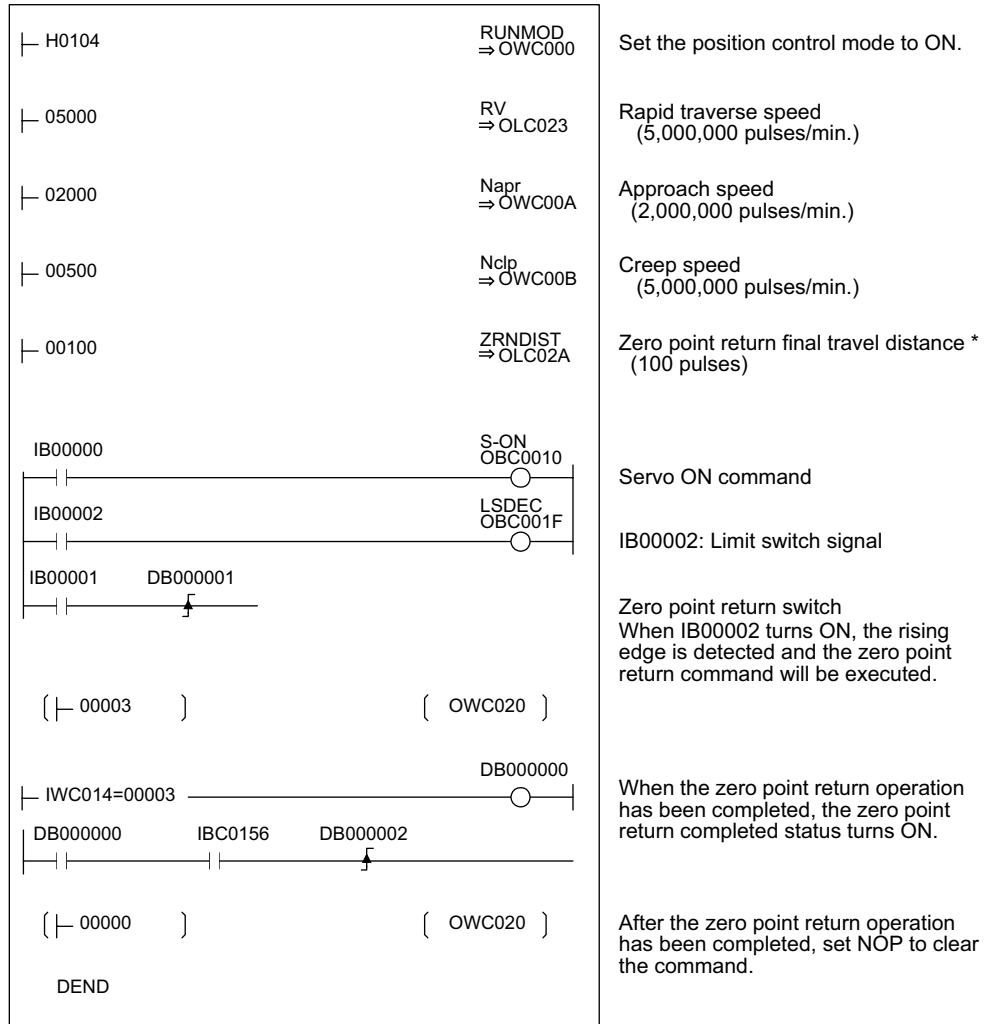 H0104
RUNMOD
⇒ OWC000
Set the position control mode to ON.
05000
RV
⇒ OLC023
Rapid traverse speed
(5,000,000 pulses/min.)
02000
Napr
⇒ OWC00A
Approach speed
(2,000,000 pulses/min.)
00500
Nclp
⇒ OWC00B
Creep speed
(5,000,000 pulses/min.)
00100
ZRNDIST
⇒ OLC02A
Zero point return final travel distance *
(100 pulses)
IB00000
S-ON
OBC0010
Servo ON command
IB00002
LSDEC
OBC001F
IB00002: Limit switch signal
IB00001 DB000001
Zero point return switch
When IB00002 turns ON, the rising
edge is detected and the zero point
return command will be executed.
[ 00003 ] [ OWC020 ]
DB000000
IWC014=00003
When the zero point return operation
has been completed, the zero point
return completed status turns ON.
DB000000 IBC0156 DB000002
[ 00000 ] [ OWC020 ]
After the zero point return operation
has been completed, set NOP to clear
the command.
DEND